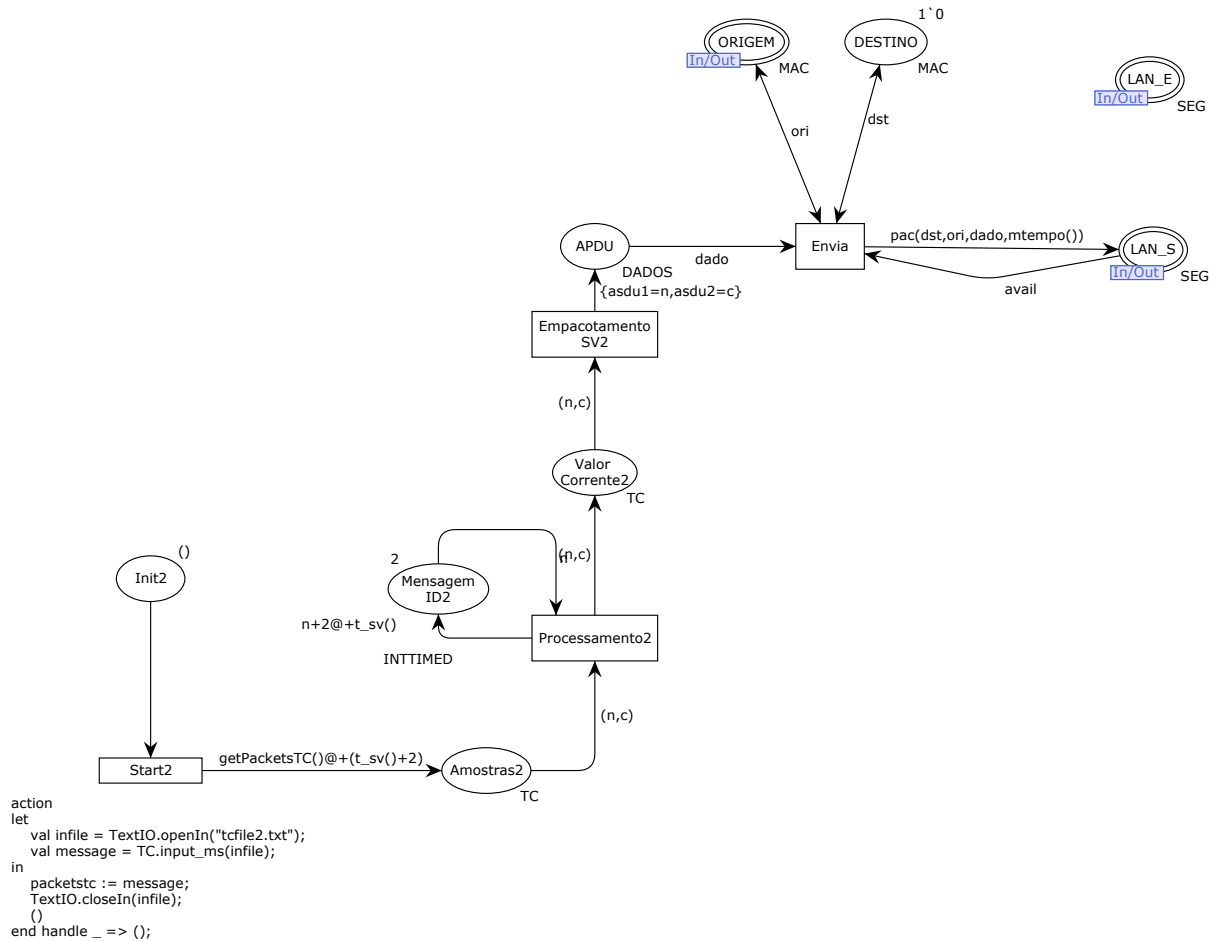 1`0
ORIGEM
DESTINO
In/Out
MAC
MAC
LAN_E
In/Out
SEG
ori
dst
APDU
Envia
pac(dst,ori,dado,mtempo())
LAN_S
dado
DADOS
In/Out
SEG
{asdu1=n,asdu2=c}
avail
Empacotamento
SV2
(n,c)
Valor
Corrente2
TC
()
2
(n,c)
n
Init2
Mensagem
ID2
n+2@+t_sv()
Processamento2
INTTIMED
(n,c)
getPacketsTC()@+(t_sv()+2)
Start2
Amostras2
TC
action
let
val infile = TextIO.openIn("tcfile2.txt");
val message = TC.input_ms(infile);
in
packetstc := message;
TextIO.closeIn(infile);
()
end handle _ => ();